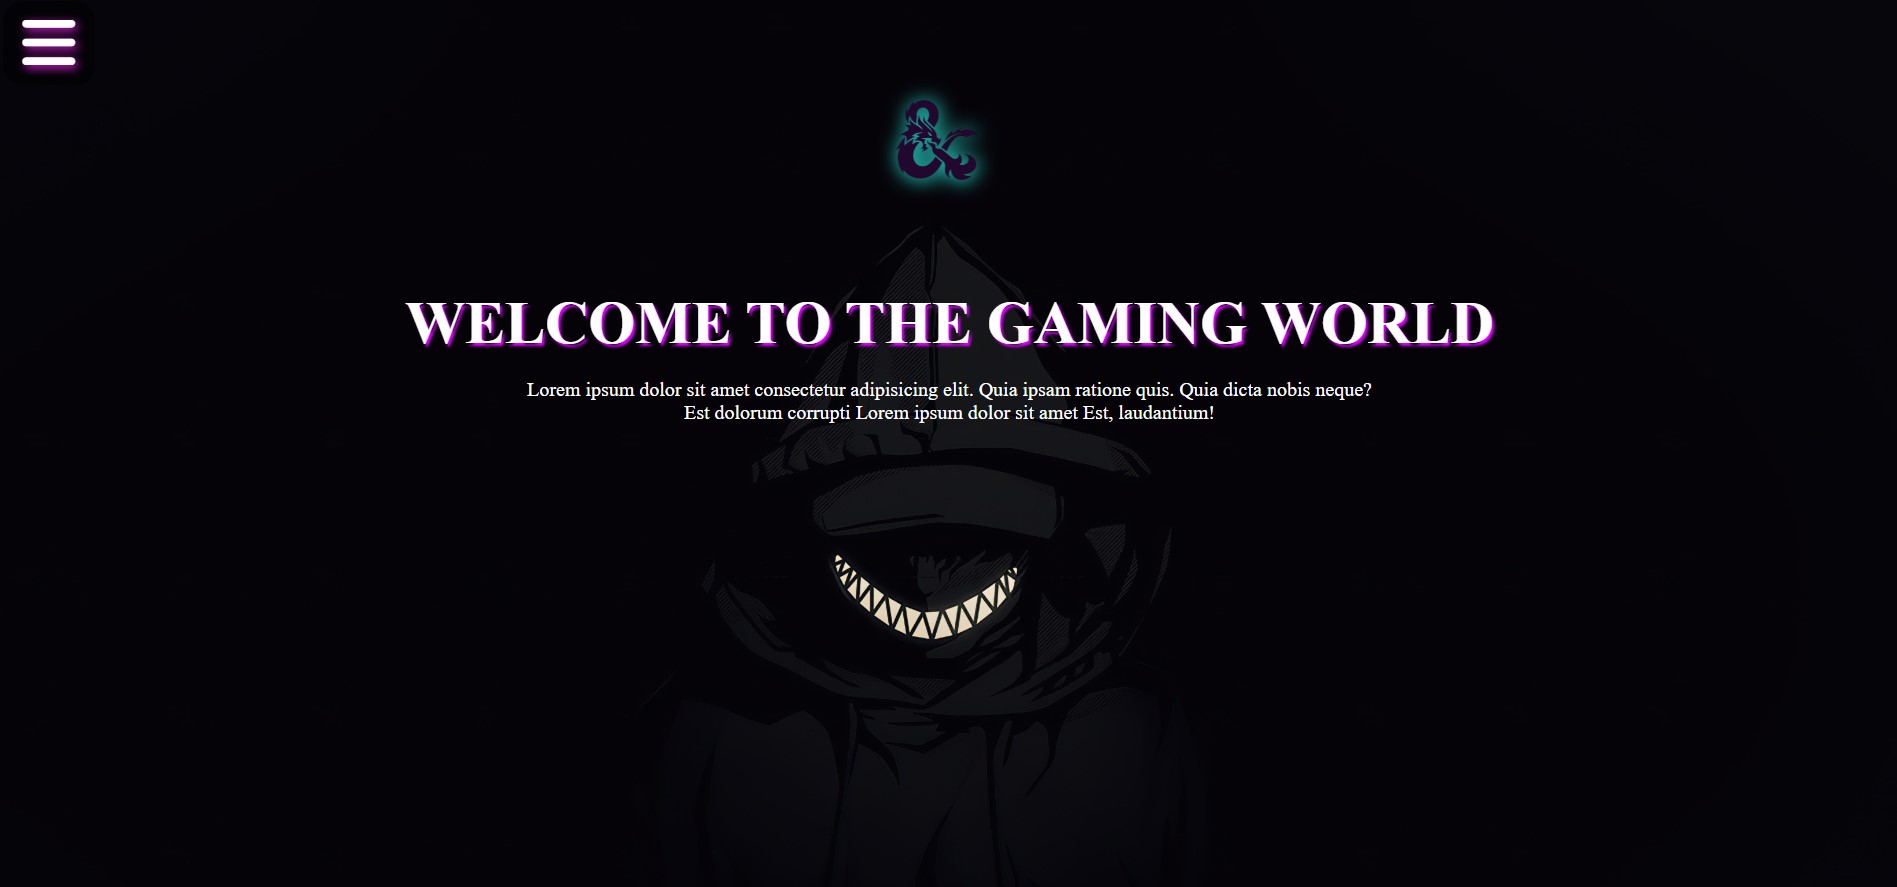 &
WELCOME TO THE GAMING WORLD
Lorem ipsum dolor sit amet consectetur adipisicing elit. Quia ipsam ratione quis. Quia dicta nobis neque?
Est dolorum corrupti Lorem ipsum dolor sit amet Est, laudantium!